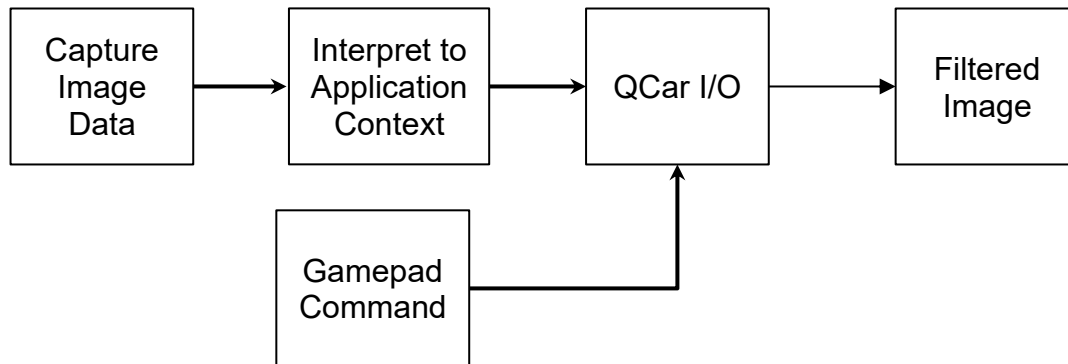 Capture
Image
Data
Interpret to
Application
Context
QCar I/O
Filtered
Image
Gamepad
Command